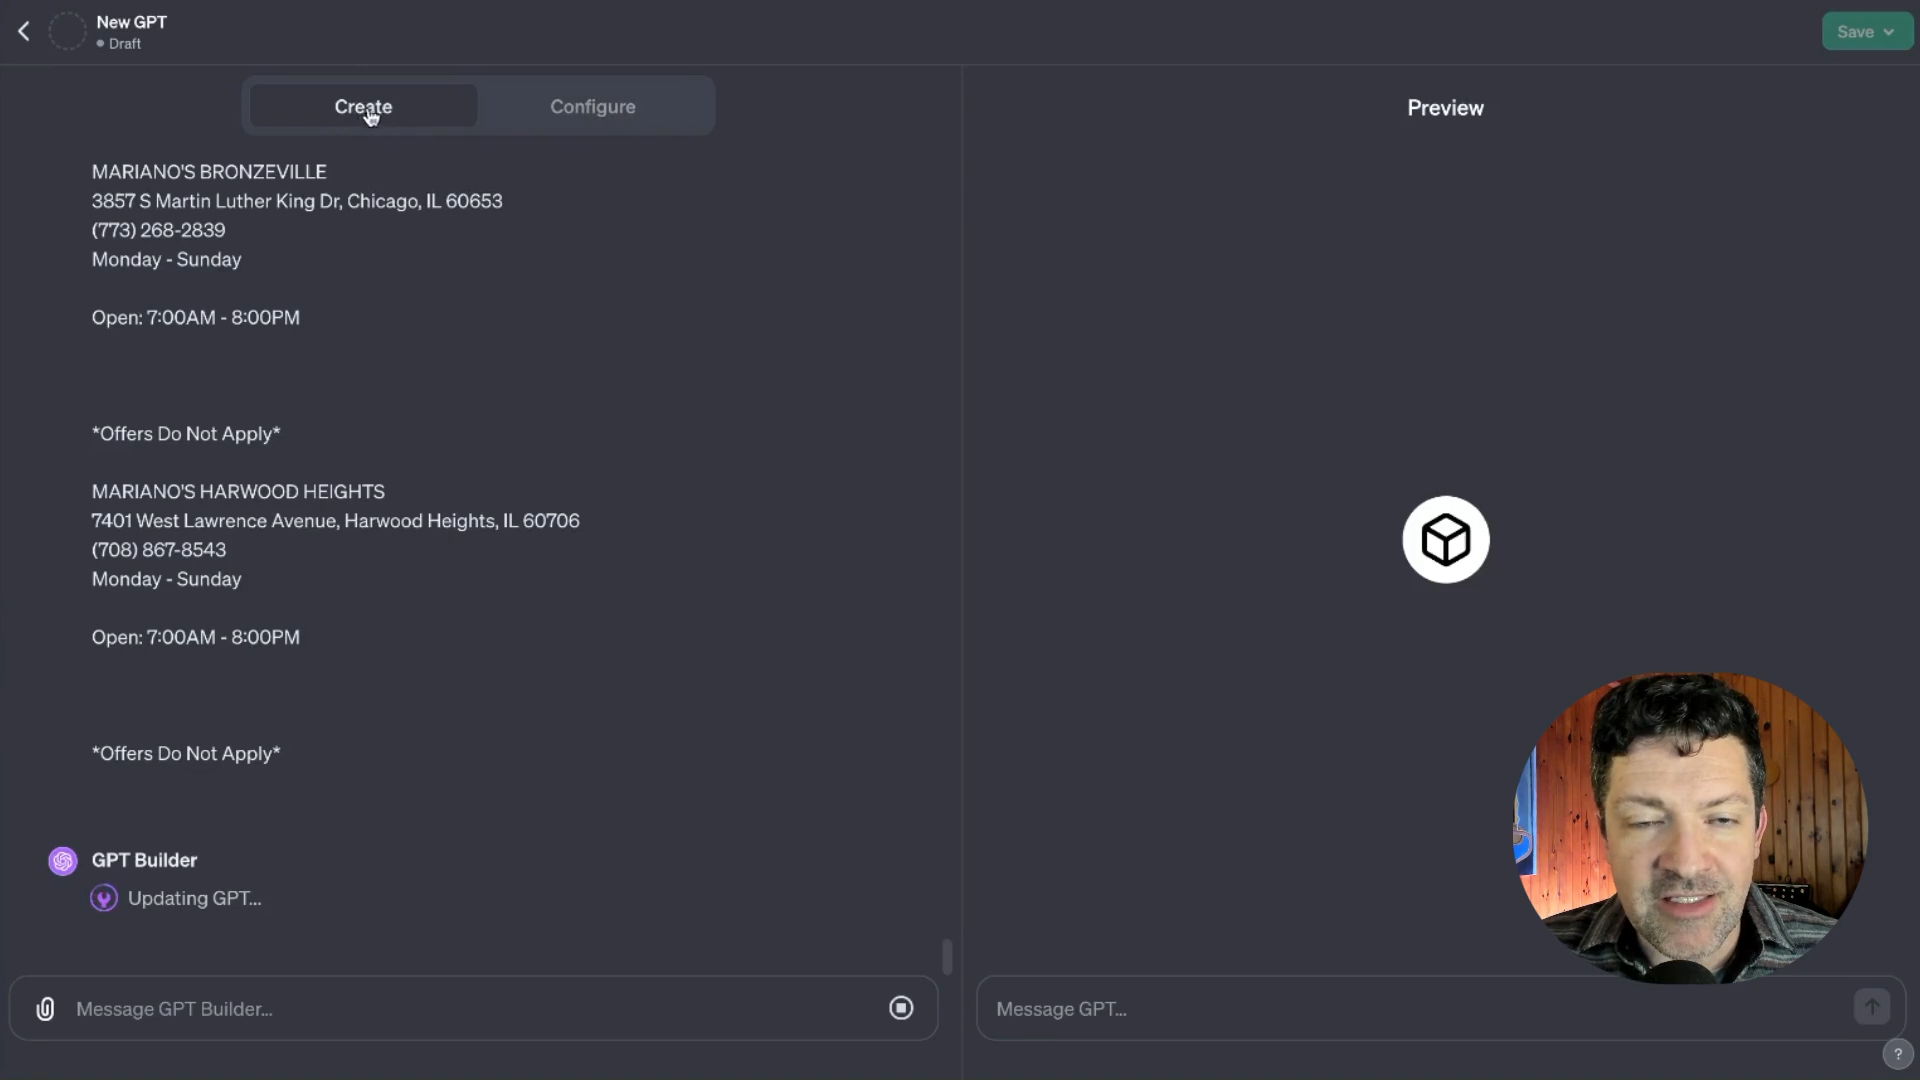 New GPT
Draft
Save
Create
Configure
Preview
MARIANO'S BRONZEVILLE
3857 S Martin Luther King Dr, Chicago, IL 60653
(773) 268-2839
Monday - Sunday
Open: 7:00AM - 8:00PM
*Offers Do Not Apply*
MARIANO'S HARWOOD HEIGHTS
7401 West Lawrence Avenue, Harwood Heights, IL 60706
(708) 867-8543
Monday - Sunday
Open: 7:00AM - 8:00PM
*Offers Do Not Apply*
GPT Builder
Updating GPT...
Message GPT Builder...
Message GPT...
?